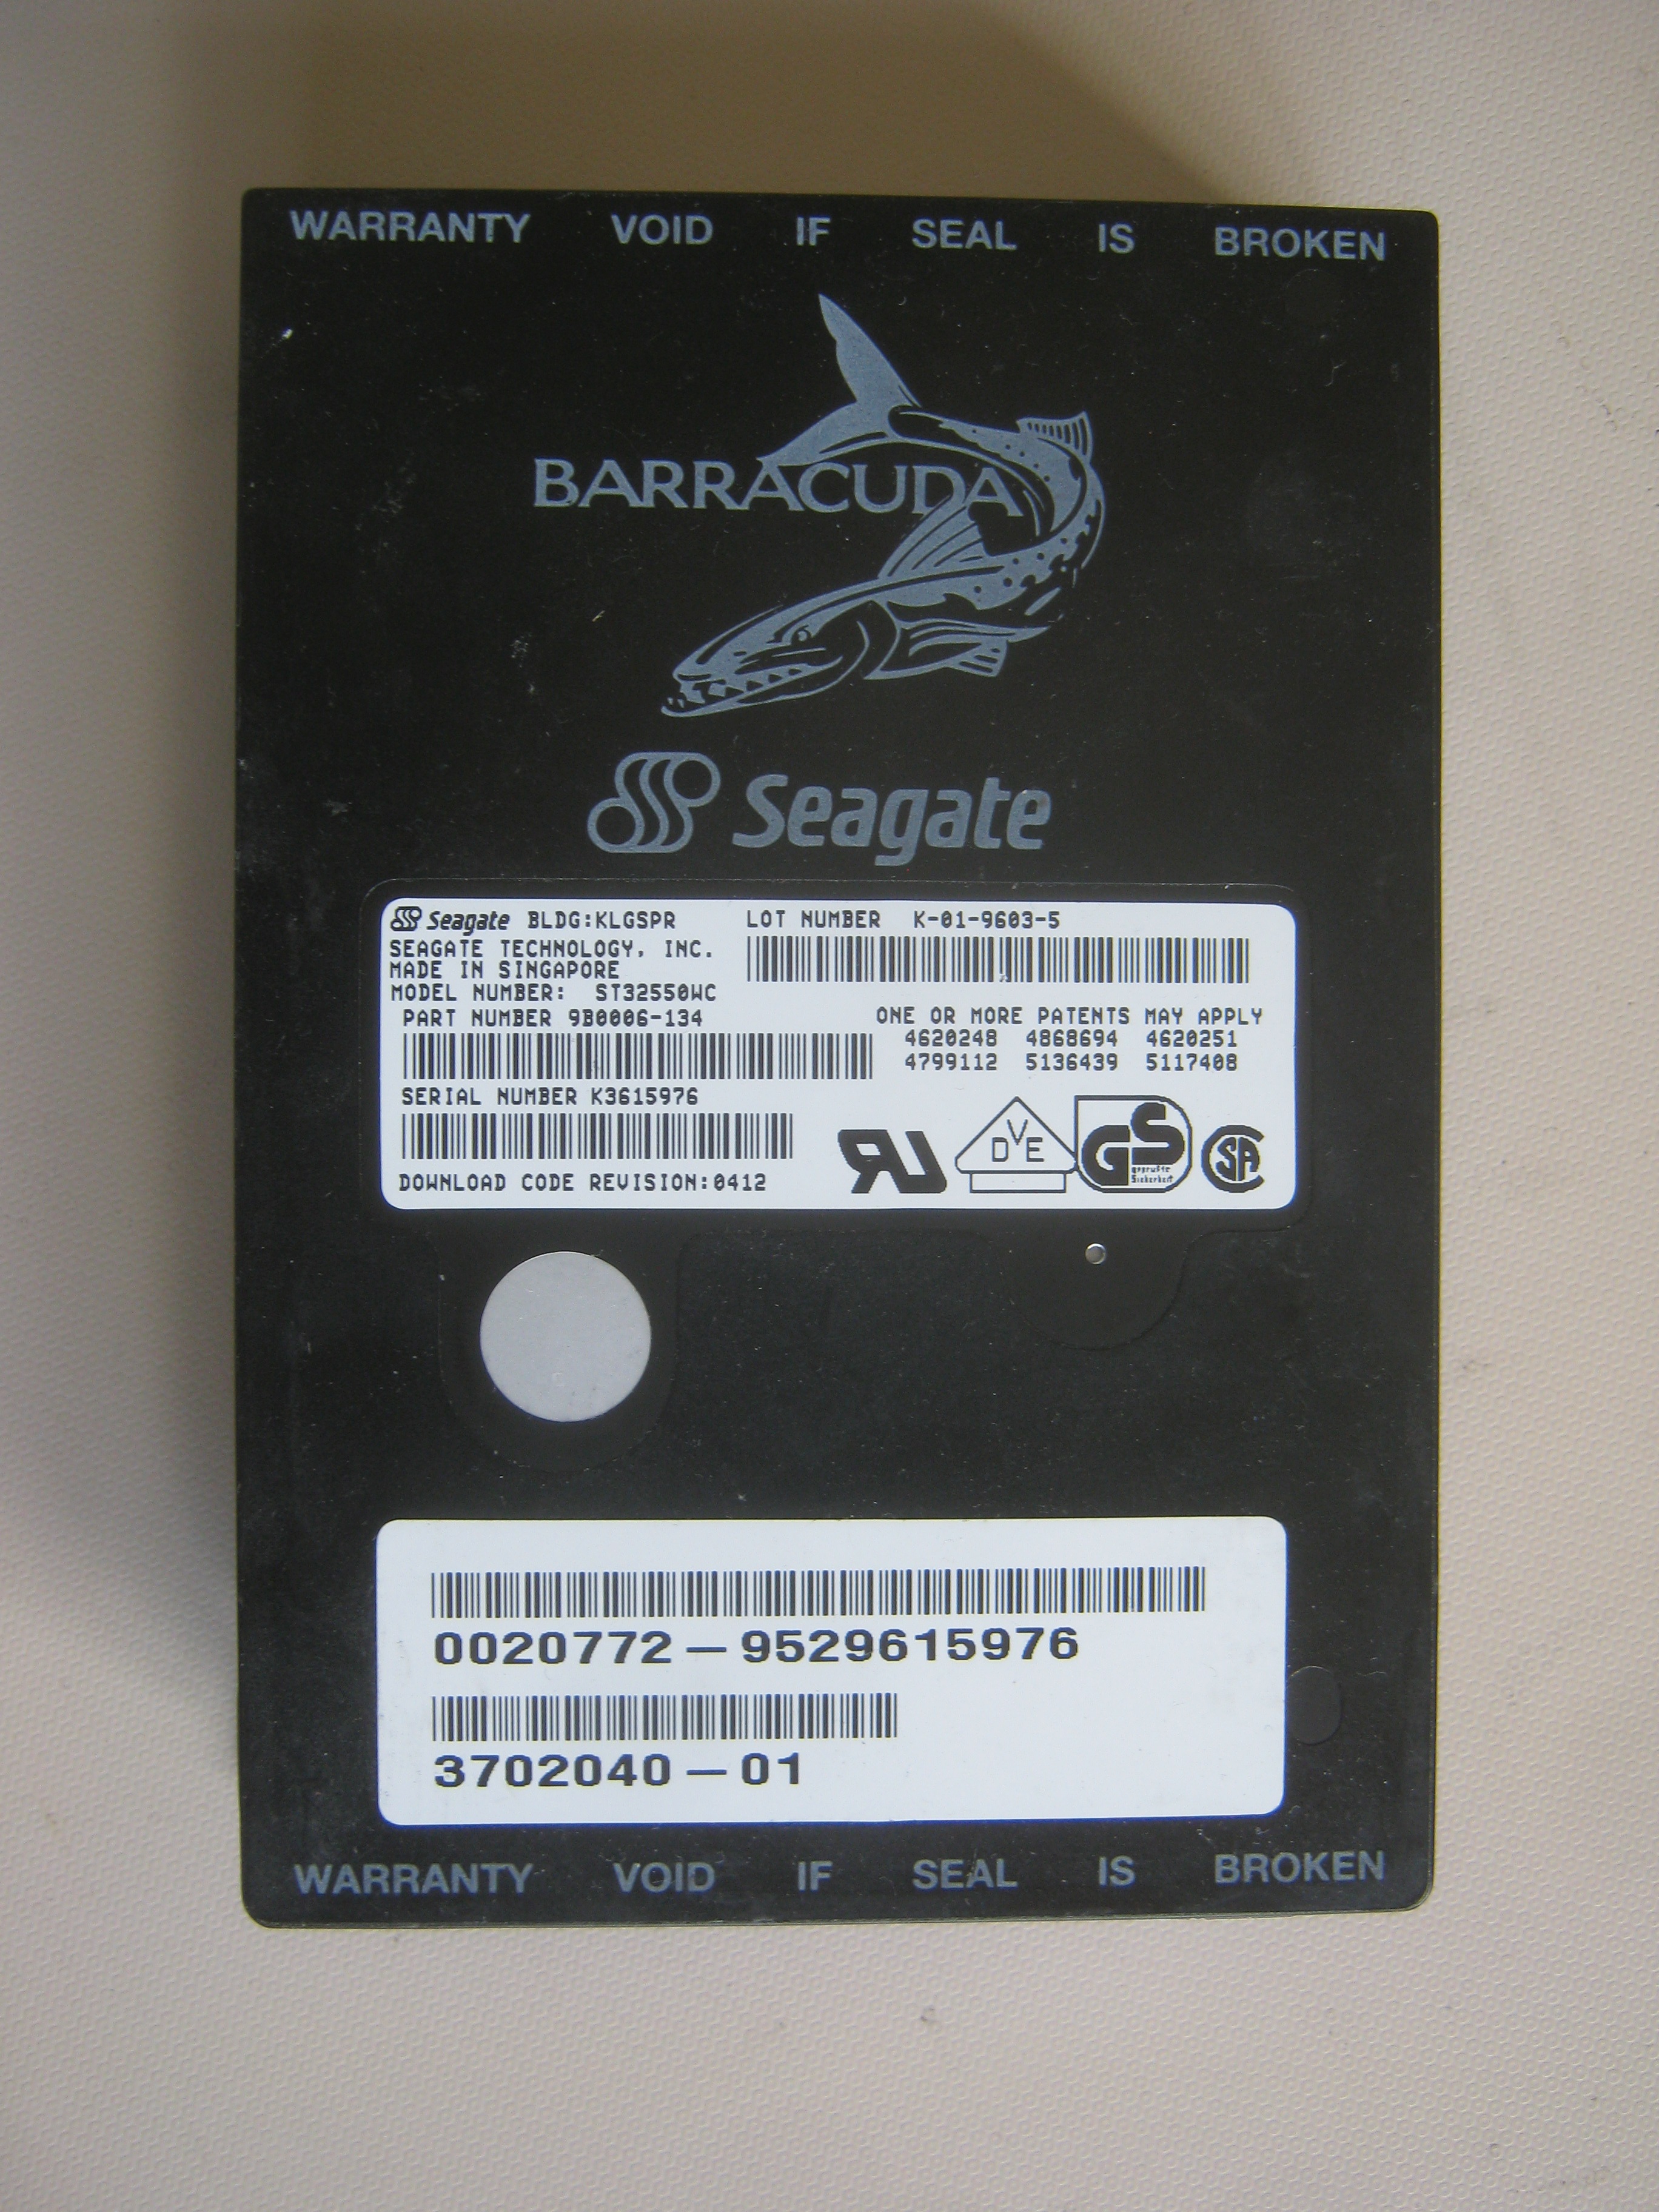 WARRANTY VOID IF SEAL IS BROKEN
BARRACUDA
Seagate
Seagate BLDG:KLGSPR LOT NUMBER K-01-9603-5
SEAGATE TECHNOLOGY, INC.
MADE IN SINGAPORE
MODEL NUMBER: ST32550WC
PART NUMBER 9B0006-134
ONE OR MORE PATENTS MAY APPLY
4620248 4868694 4620251
4799112 5136439 5117408
SERIAL NUMBER K3615976
DOWNLOAD CODE REVISION:0412
RU
DVE
GS
geprüfte
Sicherheit
SA
0020772-9529615976
3702040-01
WARRANTY VOID IF SEAL IS BROKEN